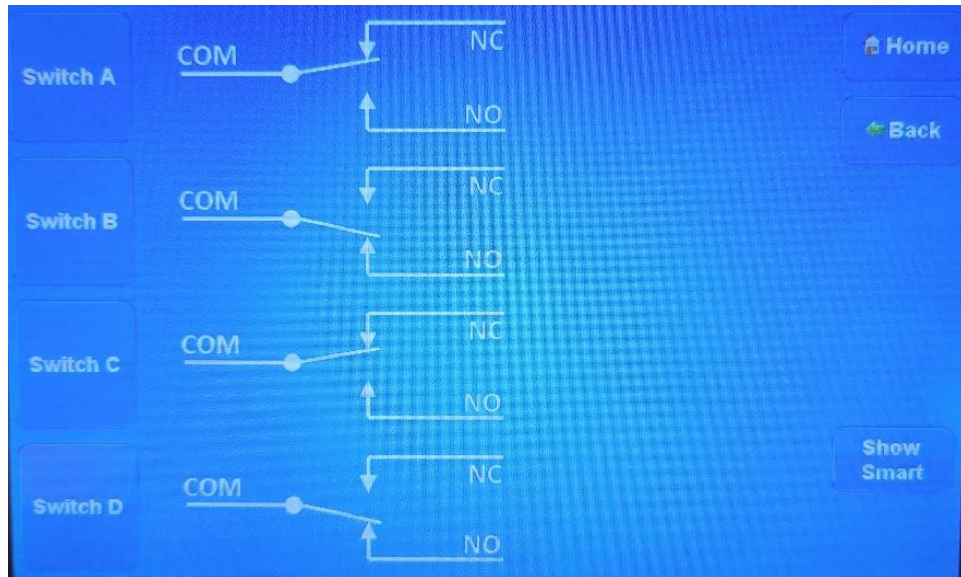 Switch A
COM
NC
NO
Home
Back
Switch B
COM
NC
NO
Switch C
COM
NC
NO
Switch D
COM
NC
NO
Show
Smart